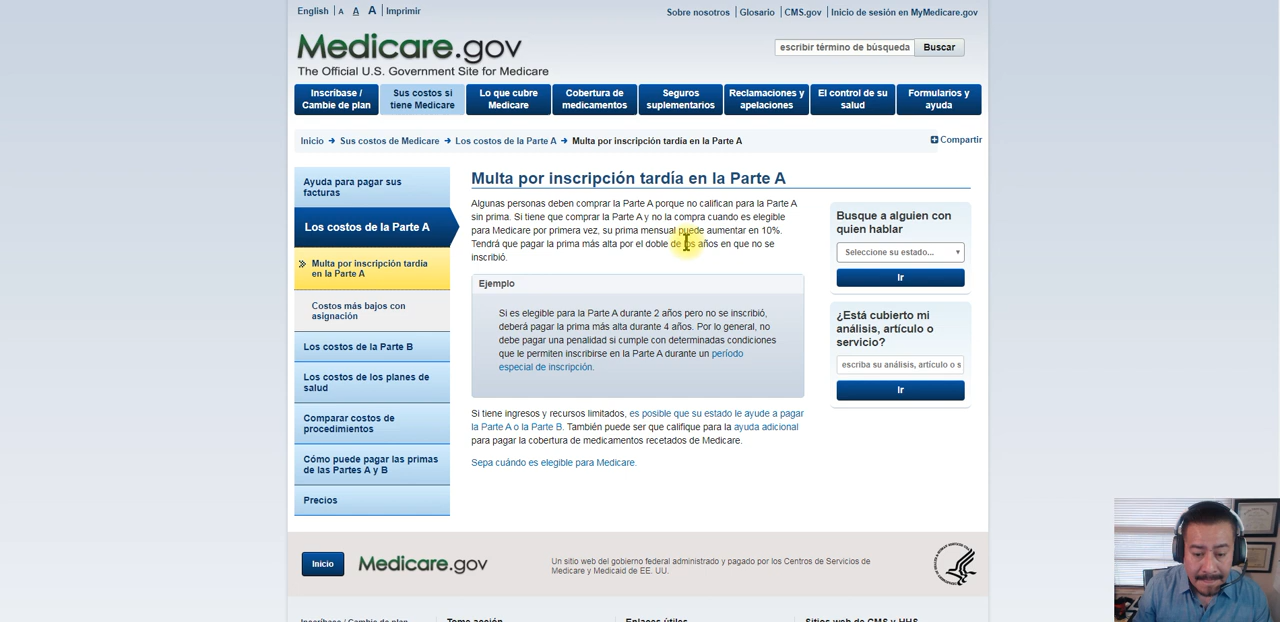 English | A A A | Imprimir
Sobre nosotros | Glosario | CMS.gov | Inicio de sesión en MyMedicare.gov
Medicare.gov
The Official U.S. Government Site for Medicare
escribir término de búsqueda
Buscar
Inscríbase / Cambie de plan
Sus costos si tiene Medicare
Lo que cubre Medicare
Cobertura de medicamentos
Seguros suplementarios
Reclamaciones y apelaciones
El control de su salud
Formularios y ayuda
Inicio → Sus costos de Medicare → Los costos de la Parte A → Multa por inscripción tardía en la Parte A
Compartir
Ayuda para pagar sus
facturas
Los costos de la Parte A
» Multa por inscripción tardía
en la Parte A
Costos más bajos con
asignación
Los costos de la Parte B
Los costos de los planes de
salud
Comparar costos de
procedimientos
Cómo puede pagar las primas
de las Partes A y B
Precios
Multa por inscripción tardía en la Parte A
Algunas personas deben comprar la Parte A porque no califican para la Parte A
sin prima. Si tiene que comprar la Parte A y no la compra cuando es elegible
para Medicare por primera vez, su prima mensual puede aumentar en 10%.
Tendrá que pagar la prima más alta por el doble de los años en que no se
inscribió.
Ejemplo
Si es elegible para la Parte A durante 2 años pero no se inscribió,
deberá pagar la prima más alta durante 4 años. Por lo general, no
debe pagar una penalidad si cumple con determinadas condiciones
que le permiten inscribirse en la Parte A durante un período
especial de inscripción.
Si tiene ingresos y recursos limitados, es posible que su estado le ayude a pagar
la Parte A o la Parte B. También puede ser que califique para la ayuda adicional
para pagar la cobertura de medicamentos recetados de Medicare.
Sepa cuándo es elegible para Medicare.
Busque a alguien con
quien hablar
Seleccione su estado...
Ir
¿Está cubierto mi
análisis, artículo o
servicio?
escriba su análisis, artículo o s
Ir
Inicio
Medicare.gov
Un sitio web del gobierno federal administrado y pagado por los Centros de Servicios de
Medicare y Medicaid de EE. UU.
Inscríbase / Cambie de plan
Tome acción
Enlaces útiles
Sitios web de CMS y HHS